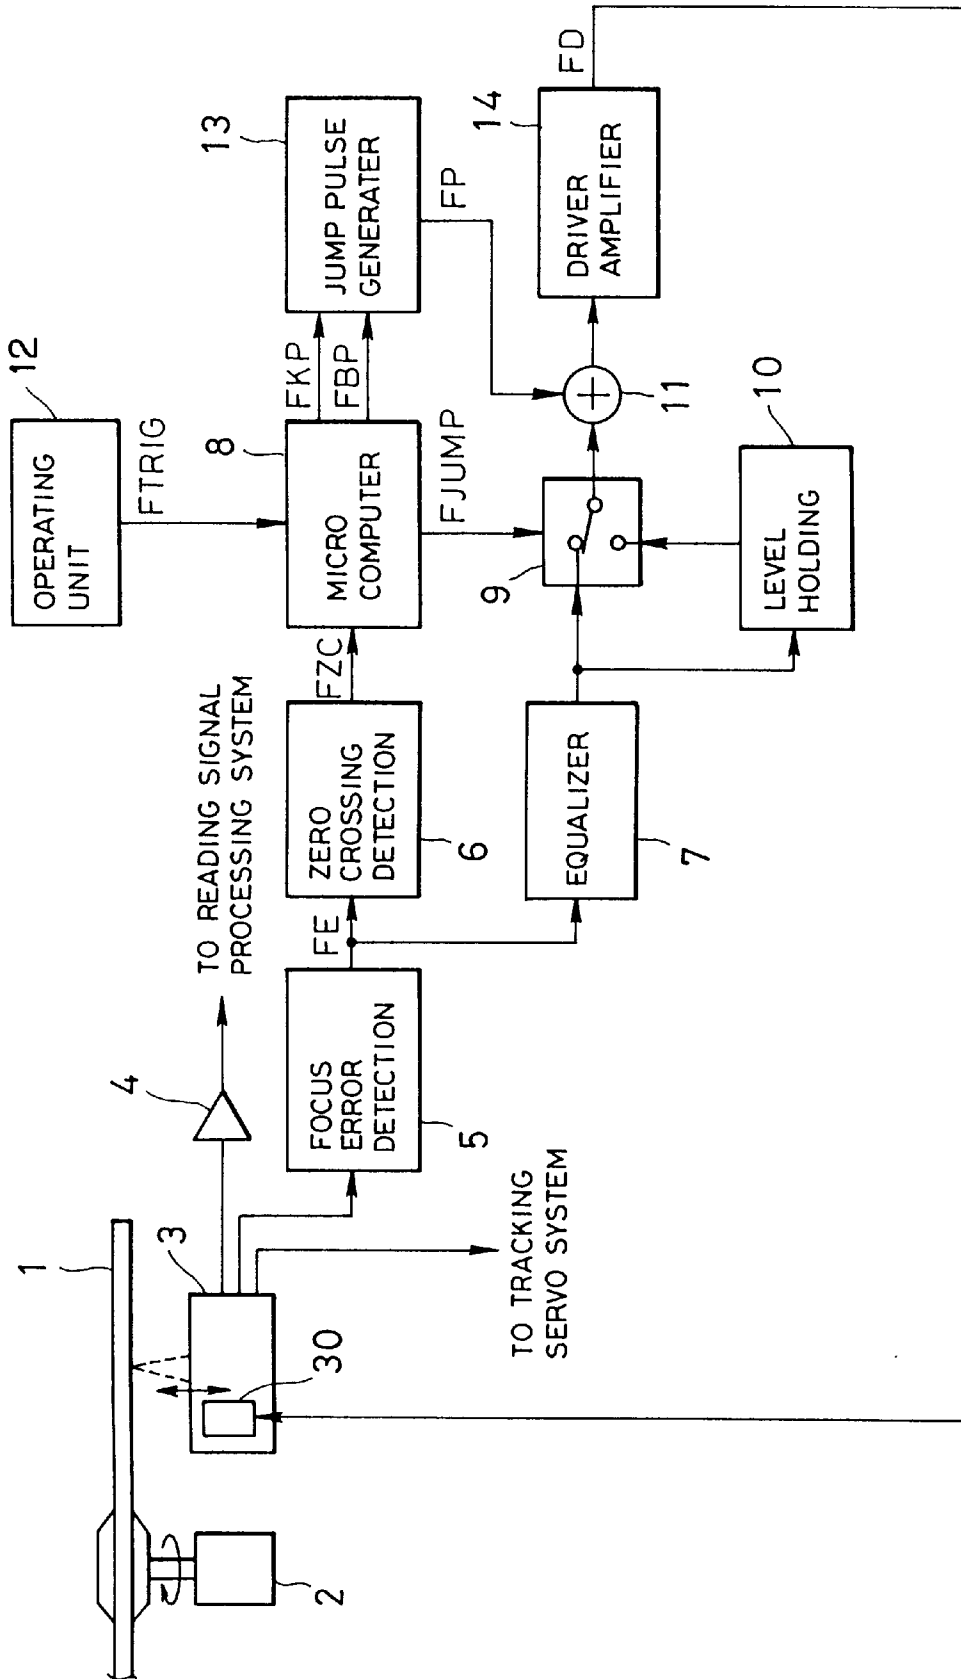 1
2
3
30
4
TO READING SIGNAL
PROCESSING SYSTEM
TO TRACKING
SERVO SYSTEM
FOCUS
ERROR
DETECTION
5
FE
ZERO
CROSSING
DETECTION
6
FZC
OPERATING
UNIT
12
FTRIG
MICRO
COMPUTER
8
FKP
FBP
JUMP PULSE
GENERATER
13
FP
FJUMP
EQUALIZER
7
9
LEVEL
HOLDING
10
11
DRIVER
AMPLIFIER
14
FD